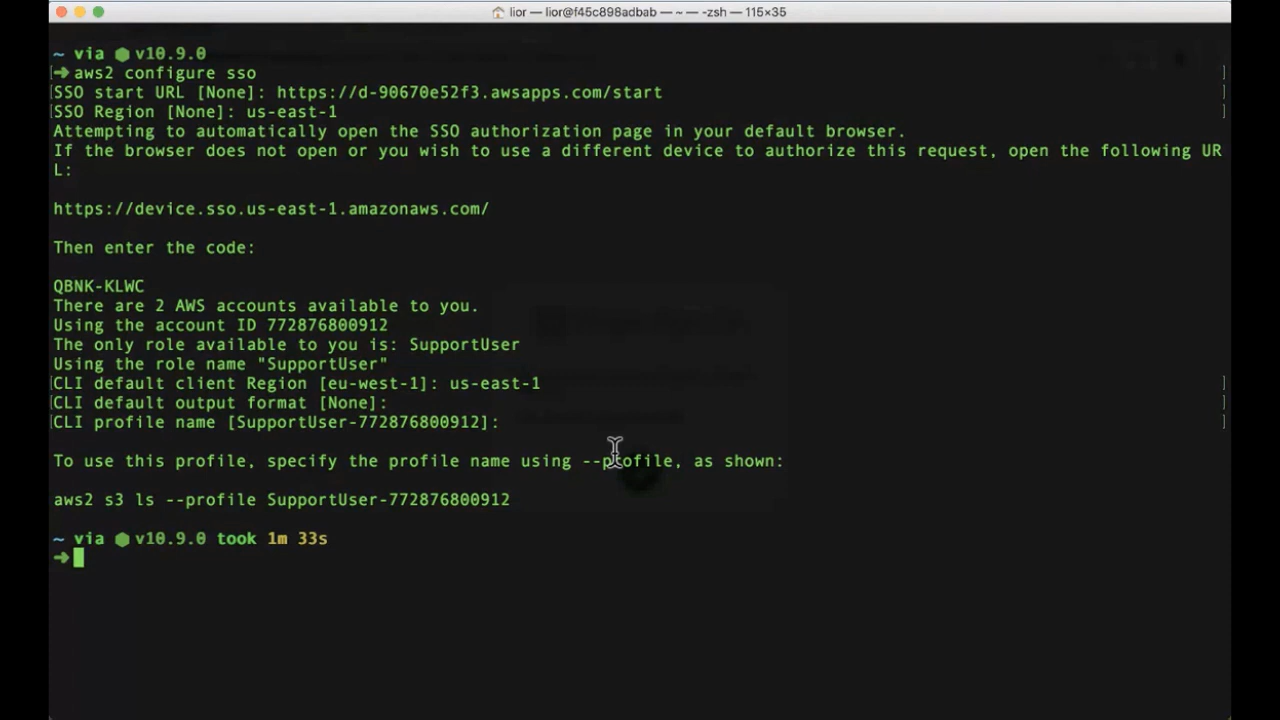 lior — lior@f45c898adbab — ~ — -zsh — 115×35
~ via ⬢ v10.9.0
➜ aws2 configure sso
SSO start URL [None]: https://d-90670e52f3.awsapps.com/start
SSO Region [None]: us-east-1
Attempting to automatically open the SSO authorization page in your default browser.
If the browser does not open or you wish to use a different device to authorize this request, open the following UR
L:
https://device.sso.us-east-1.amazonaws.com/
Then enter the code:
QBNK-KLWC
There are 2 AWS accounts available to you.
Using the account ID 772876800912
The only role available to you is: SupportUser
Using the role name "SupportUser"
CLI default client Region [eu-west-1]: us-east-1
CLI default output format [None]:
CLI profile name [SupportUser-772876800912]:
To use this profile, specify the profile name using --profile, as shown:
aws2 s3 ls --profile SupportUser-772876800912
~ via ⬢ v10.9.0 took 1m 33s
➜